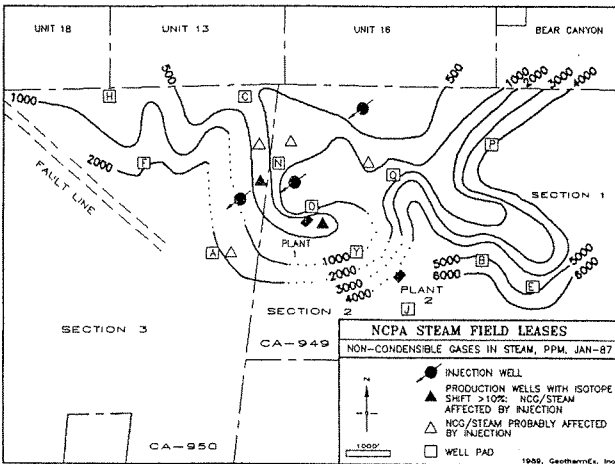 UNIT 18
UNIT 13
UNIT 16
BEAR CANYON
500
500
1000
2000
3000
4000
1000
H
C
2000
F
P
N
Q
FAULT LINE
SECTION 1
O
PLANT
1
A
Y
1000
2000
3000
4000
5000
6000
B
E
5000
6000
PLANT
2
J
SECTION 3
SECTION 2
CA-949
CA-950
NCPA STEAM FIELD LEASES
NON-CONDENSIBLE GASES IN STEAM, PPM, JAN-87
N
1000'
INJECTION WELL
PRODUCTION WELLS WITH ISOTOPE
SHIFT >10%: NCG/STEAM
AFFECTED BY INJECTION
NCG/STEAM PROBABLY AFFECTED
BY INJECTION
WELL PAD
1989, GeothermEx, Inc